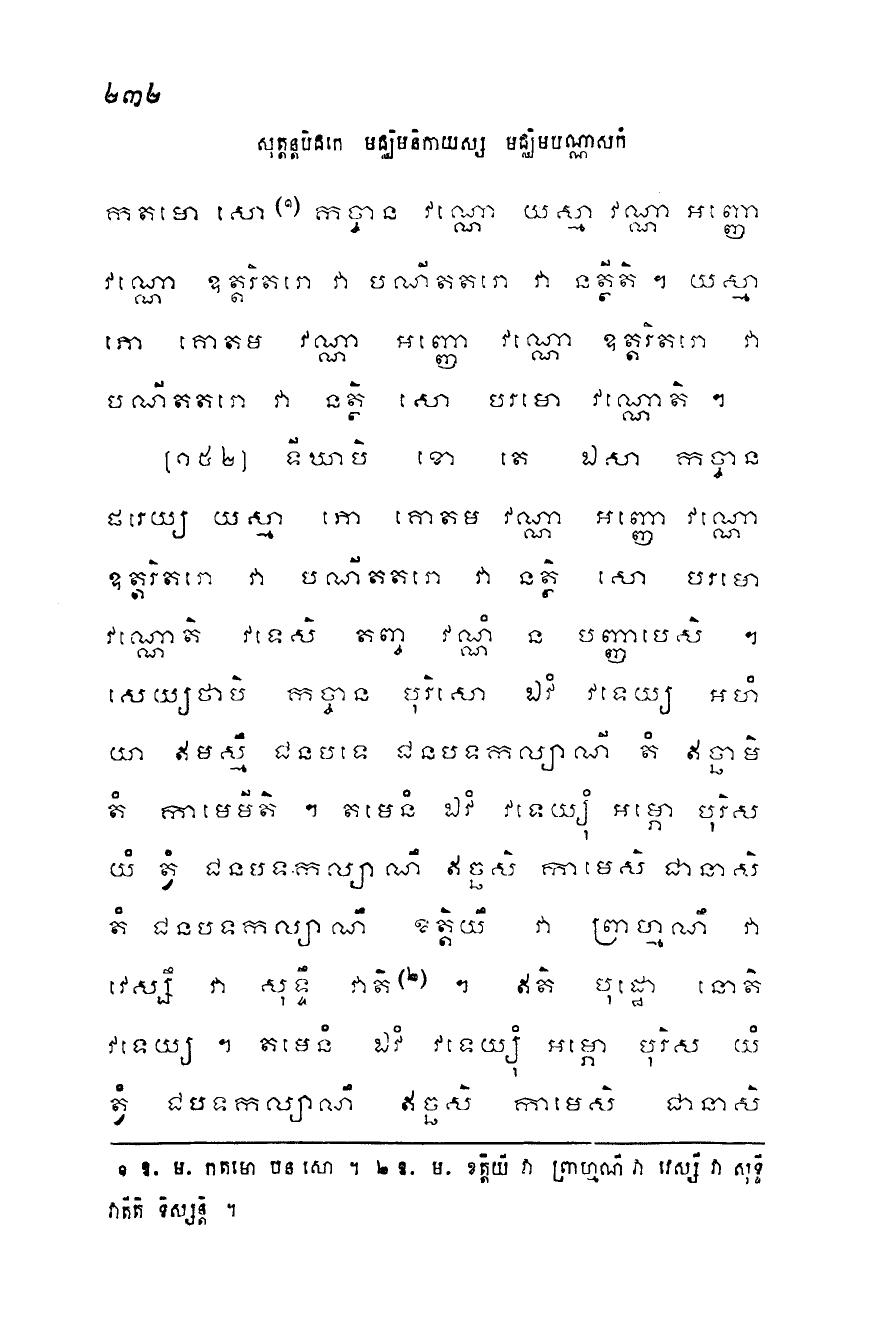 ២៣២
សុត្តន្តបិដកេ មជ្ឈិមនិកាយស្ស មជ្ឈិមបណ្ណាសកំ
កតមោ សោ (១) កច្ចាន វណ្ណោ យស្មា វណ្ណា អញ្ញោ
វណ្ណោ ឧត្តរិតរោ វា បណីតតរោ វា នត្ថីតិ ។ យស្មា
ភោ គោតម វណ្ណា អញ្ញោ វណ្ណោ ឧត្តរិតរោ វា
បណីតតរោ វា នត្ថិ សោ បរមោ វណ្ណោតិ ។
[១៥២] ទីឃាបិ ខោ តេ ឯសា កច្ចាន
ផរេយ្យ យស្មា ភោ គោតម វណ្ណា អញ្ញោ វណ្ណោ
ឧត្តរិតរោ វា បណីតតរោ វា នត្ថិ សោ បរមោ
វណ្ណោតិ វទេសិ តញ្ច វណ្ណំ ន បញ្ញាបេសិ ។
សេយ្យថាបិ កច្ចាន បុរិសោ ឯវំ វទេយ្យ អហំ
យា ឥមស្មឹ ជនបទេ ជនបទកល្យាណី តំ ឥច្ឆាមិ
តំ កាមេមីតិ ។ តមេនំ ឯវំ វទេយ្យុំ អម្ភោ បុរិស
យំ ត្វំ ជនបទកល្យាណឹ ឥច្ឆសិ កាមេសិ ជានាសិ
តំ ជនបទកល្យាណឹ ខត្តិយឹ វា ព្រាហ្មណឹ វា
វេស្សឹ វា សុទ្ទឹ វាតិ (២) ។ ឥតិ បុដ្ឋោ នោតិ
វទេយ្យ ។ តមេនំ ឯវំ វទេយ្យុំ អម្ភោ បុរិស យំ
ត្វំ ជបទកល្យាណឹ ឥច្ឆសិ កាមេសិ ជានាសិ
១ ឱ. ម. កតមោ បន សោ ។ ២ ឱ. ម. ខត្តិយី វា ព្រាហ្មណី វា វេស្សី វា សុទ្ទី
វាតីតិ ទិស្សន្តិ ។